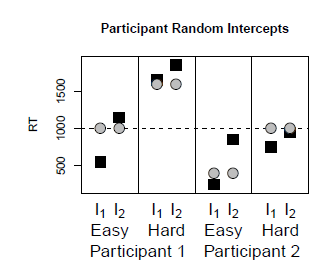 Participant Random Intercepts
RT
1500
1000
500
I₁ I₂ I₁ I₂ I₁ I₂ I₁ I₂
Easy Hard Easy Hard
Participant 1 Participant 2